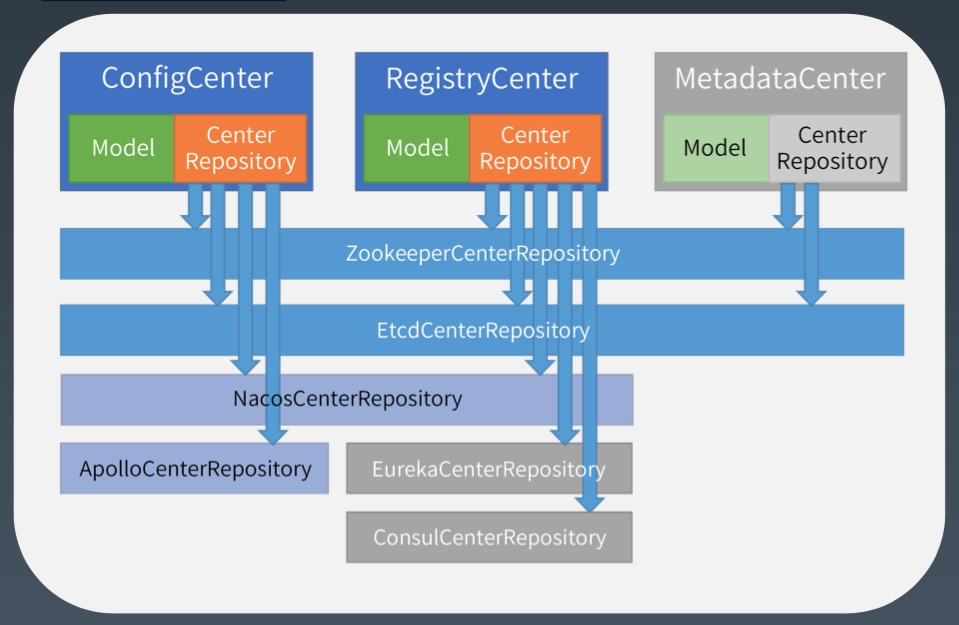 ConfigCenter
Model
Center
Repository
RegistryCenter
Model
Center
Repository
MetadataCenter
Model
Center
Repository
ZookeeperCenterRepository
EtcdCenterRepository
NacosCenterRepository
ApolloCenterRepository
EurekaCenterRepository
ConsulCenterRepository